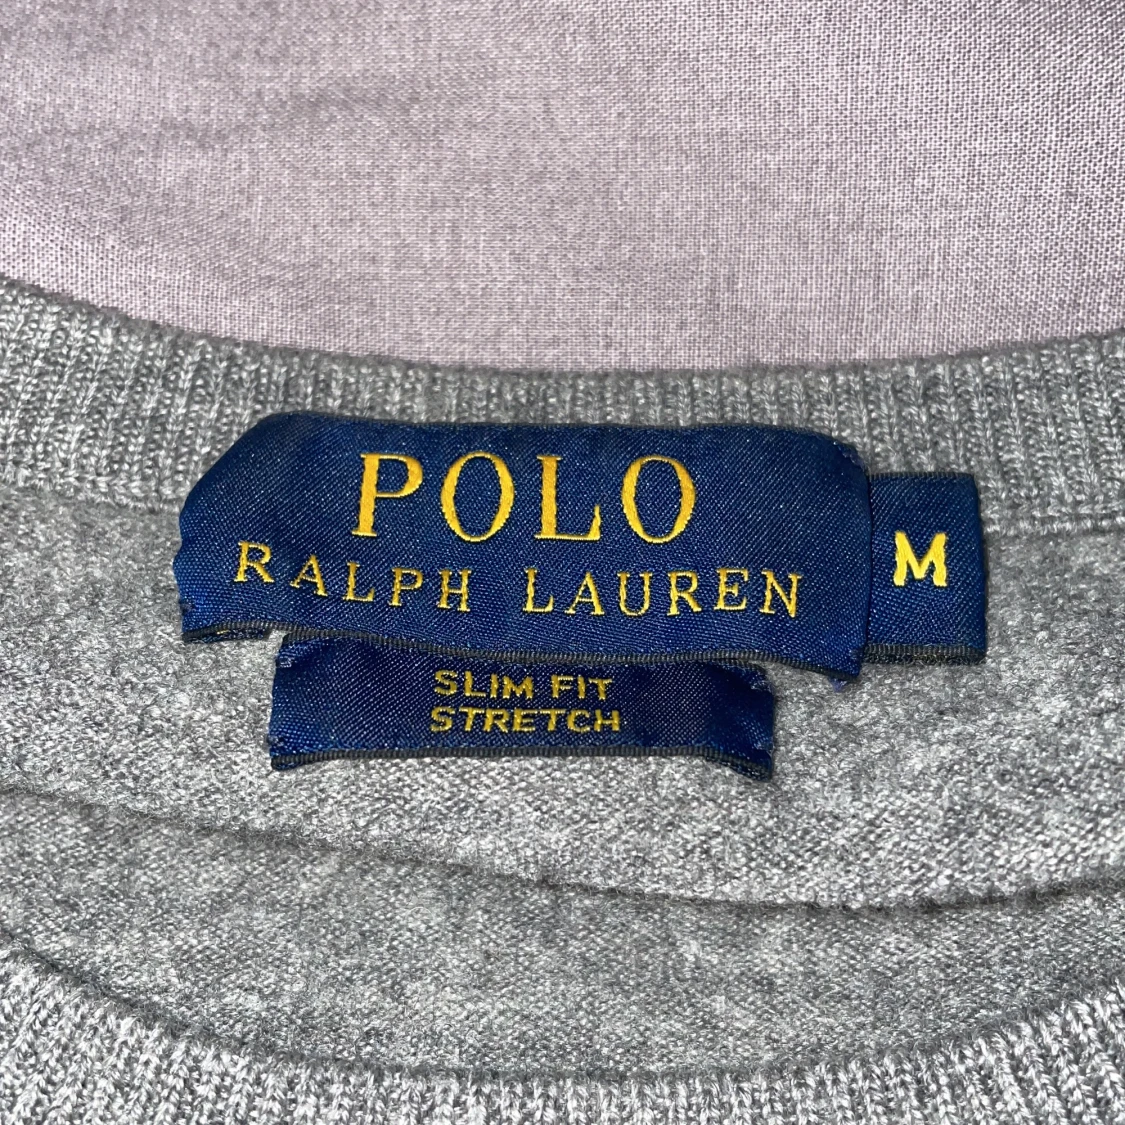 POLO
RALPH LAUREN
M
SLIM FIT
STRETCH